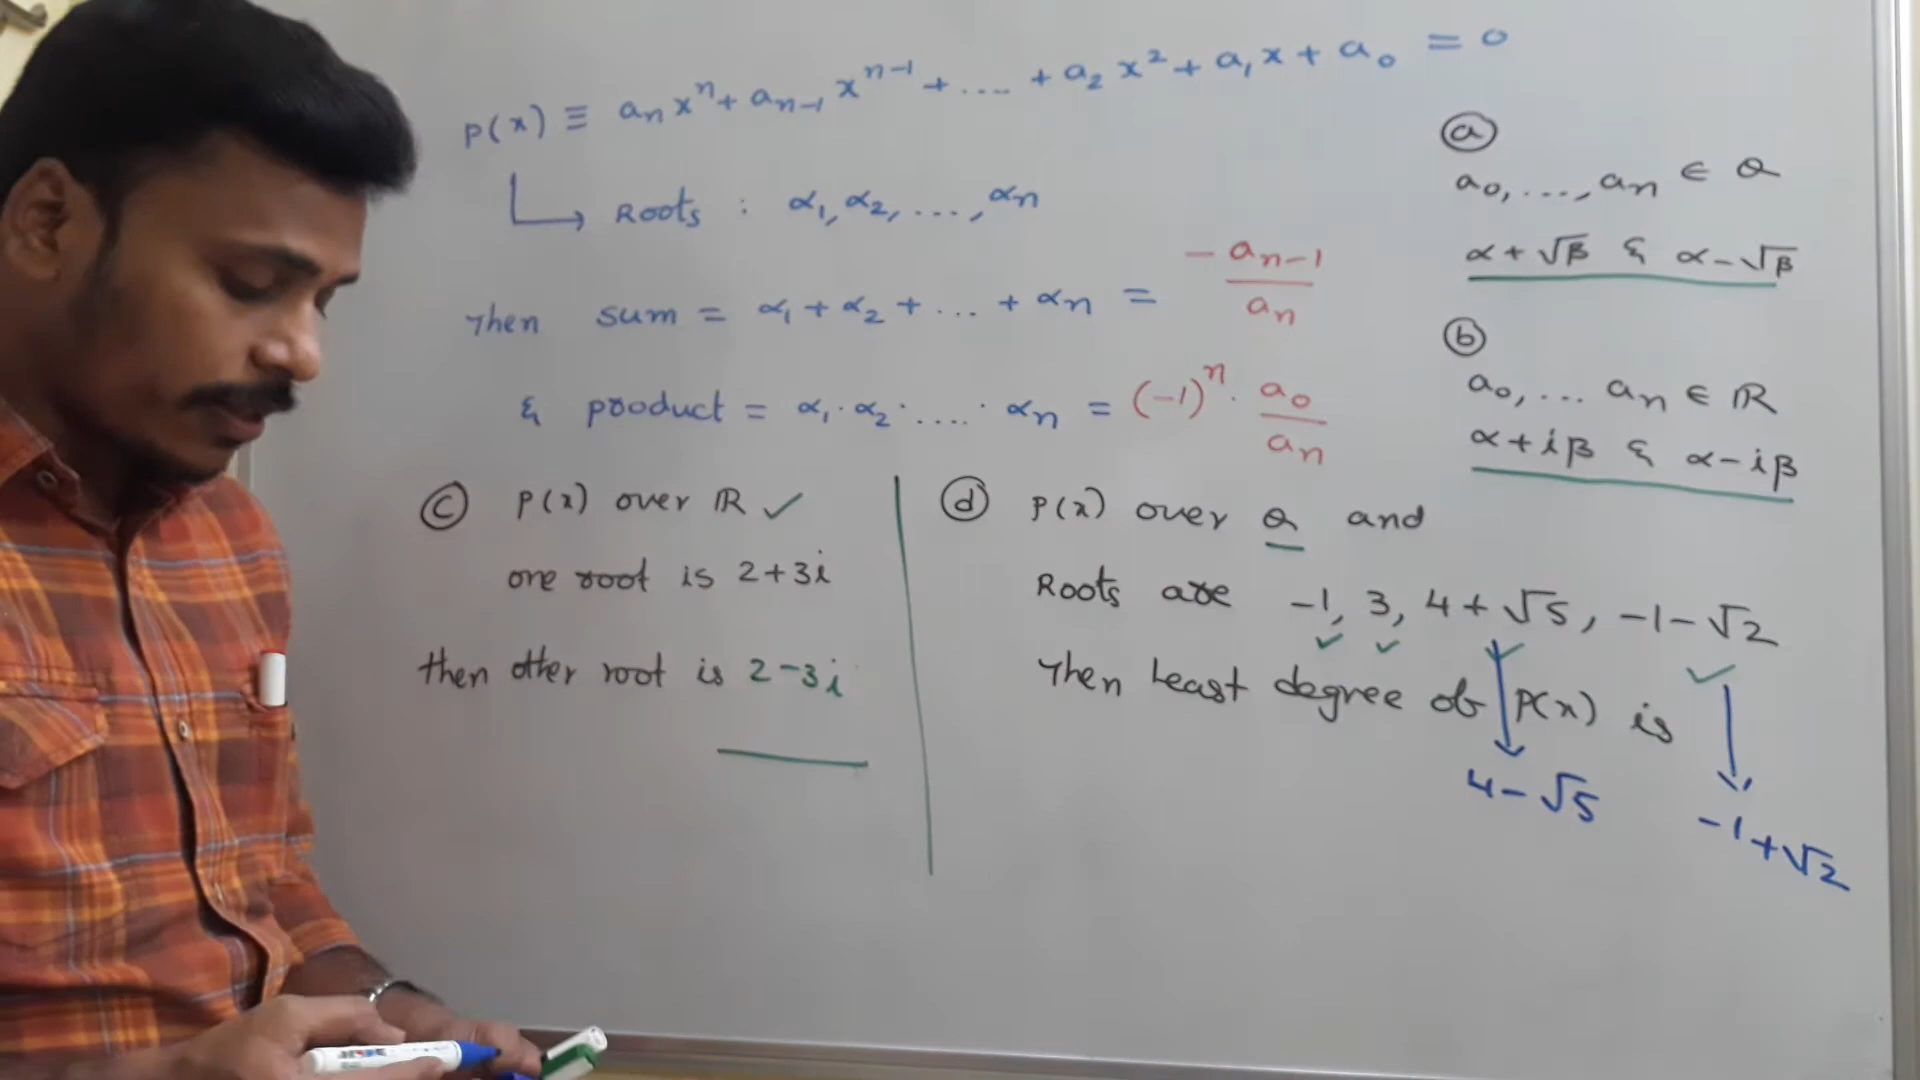 P(x) ≡ aₙxⁿ + aₙ₋₁xⁿ⁻¹ + .... + a₂x² + a₁x + a₀ = 0
Roots : α₁, α₂, ...., αₙ
Then sum = α₁ + α₂ + ... + αₙ = -aₙ₋₁/aₙ
& product = α₁ · α₂ · .... · αₙ = (-1)ⁿ · a₀/aₙ
ⓐ
a₀, ..., aₙ ∈ Q
α + √β & α - √β
ⓑ
a₀, ... aₙ ∈ ℝ
α + iβ & α - iβ
ⓒ P(x) over ℝ ✓
one root is 2+3i
then other root is 2-3i
ⓓ P(x) over Q and
Roots are -1, 3, 4+√5, -1-√2
✓ ✓ ✓ ✓
Then Least degree of P(x) is
4-√5
-1+√2